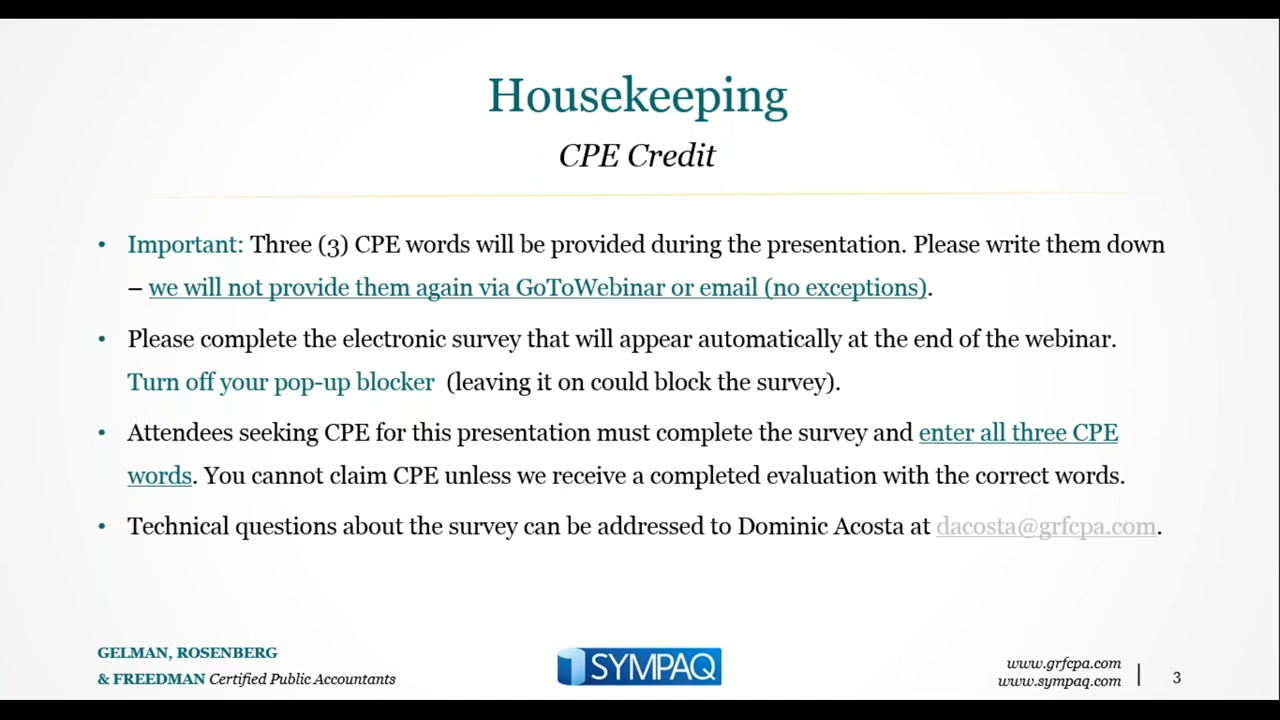 Housekeeping
CPE Credit
• Important: Three (3) CPE words will be provided during the presentation. Please write them down
– we will not provide them again via GoToWebinar or email (no exceptions).
• Please complete the electronic survey that will appear automatically at the end of the webinar.
Turn off your pop-up blocker (leaving it on could block the survey).
• Attendees seeking CPE for this presentation must complete the survey and enter all three CPE
words. You cannot claim CPE unless we receive a completed evaluation with the correct words.
• Technical questions about the survey can be addressed to Dominic Acosta at dacosta@grfcpa.com.
GELMAN, ROSENBERG
& FREEDMAN Certified Public Accountants
SYMPAQ
www.grfcpa.com
www.sympaq.com
3